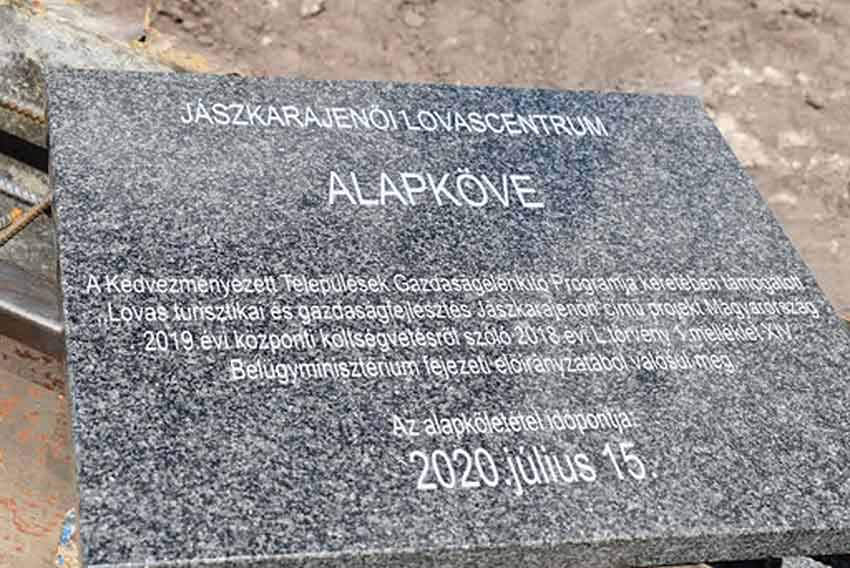 JÁSZKARAJENŐI LOVASCENTRUM
ALAPKÖVE
A Kedvezményezett Települések Gazdaságélénkítő Programja keretében támogatott
„Lovas turisztikai és gazdaságfejlesztés Jászkarajenőn" című projekt Magyarország
2019.évi központi költségvetésről szóló 2018.évi L.törvény 1.melléklet XIV.
Belügyminisztérium fejezeti előirányzatából valósul meg.
Az alapkőletétel időpontja:
2020.július 15.